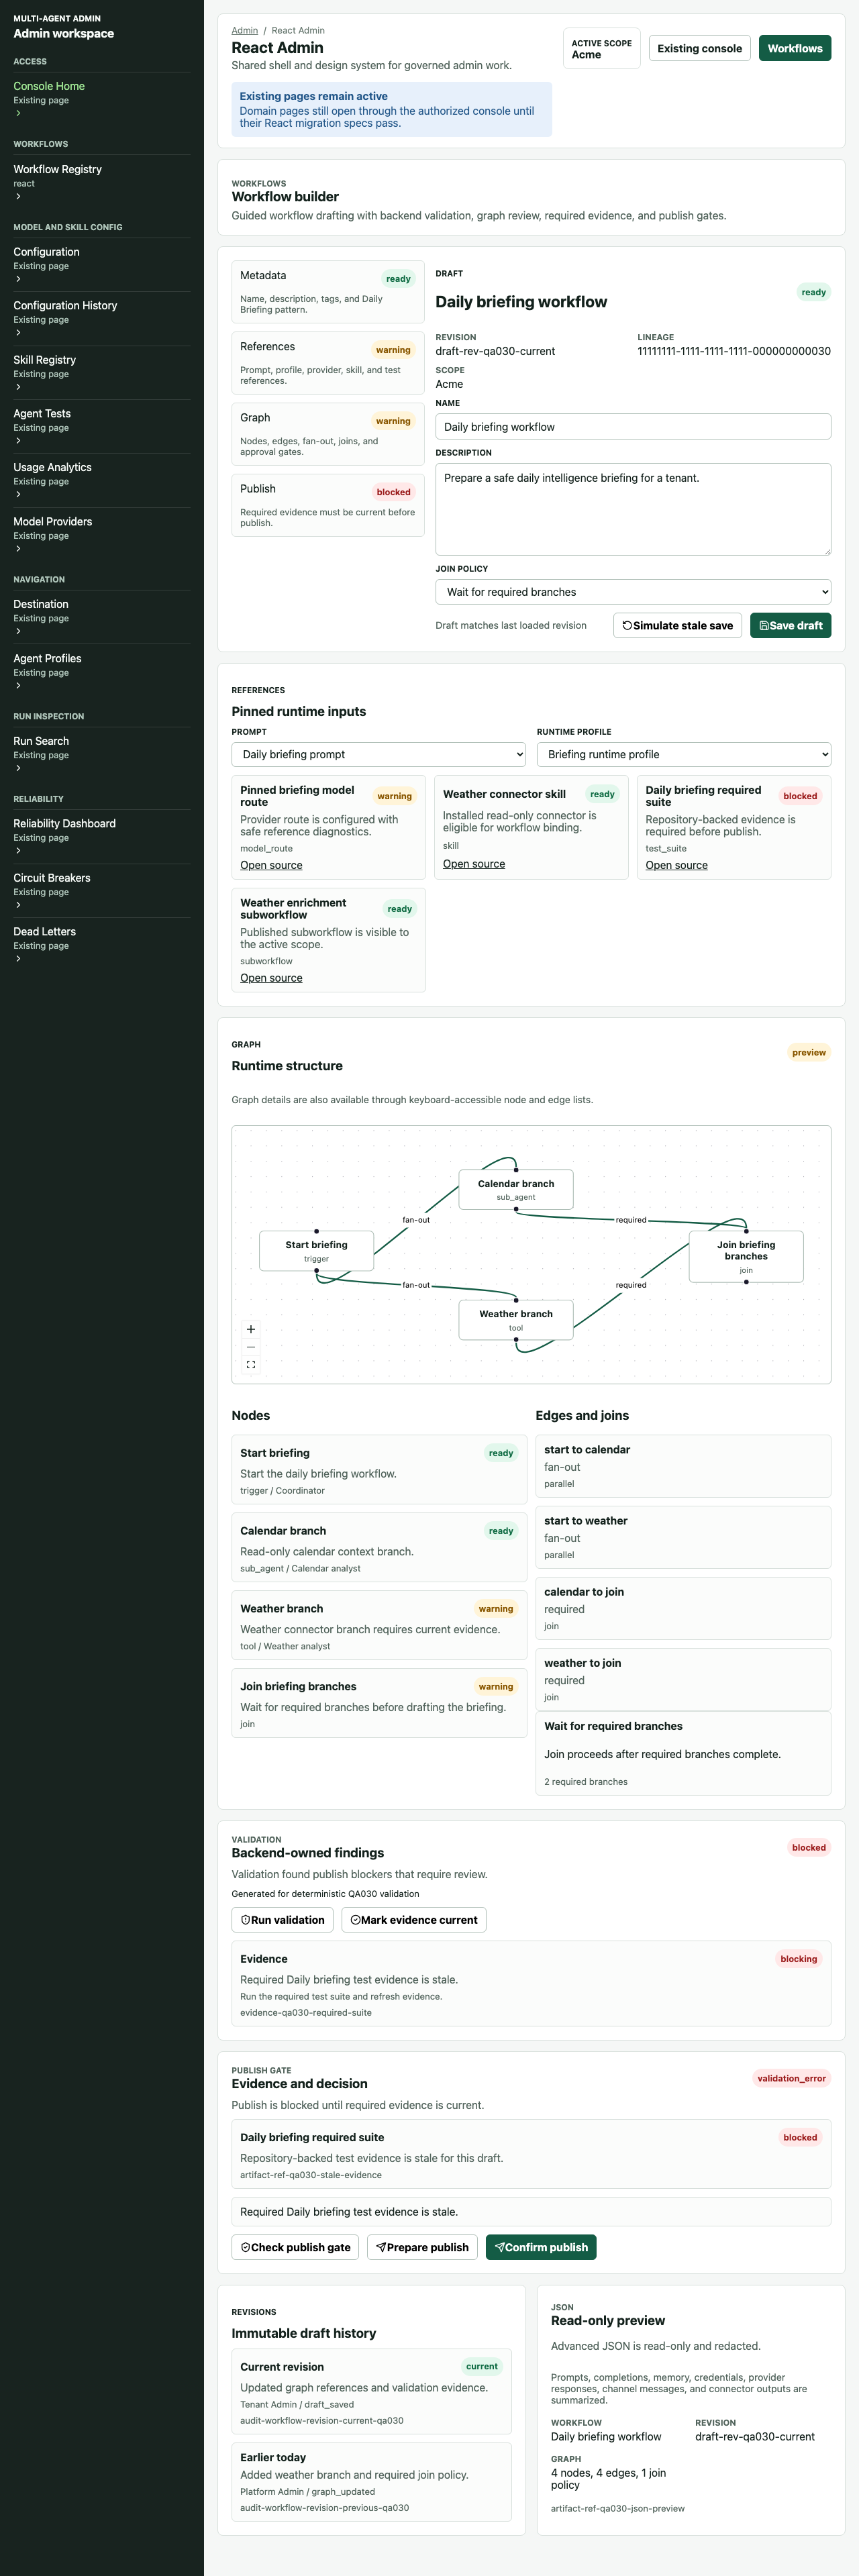 MULTI-AGENT ADMIN
Admin workspace
ACCESS
Console Home
Existing page
WORKFLOWS
Workflow Registry
react
MODEL AND SKILL CONFIG
Configuration
Existing page
Configuration History
Existing page
Skill Registry
Existing page
Agent Tests
Existing page
Usage Analytics
Existing page
Model Providers
Existing page
NAVIGATION
Destination
Existing page
Agent Profiles
Existing page
RUN INSPECTION
Run Search
Existing page
RELIABILITY
Reliability Dashboard
Existing page
Circuit Breakers
Existing page
Dead Letters
Existing page
Admin / React Admin
React Admin
Shared shell and design system for governed admin work.
ACTIVE SCOPE
Acme
Existing console
Workflows
Existing pages remain active
Domain pages still open through the authorized console until
their React migration specs pass.
WORKFLOWS
Workflow builder
Guided workflow drafting with backend validation, graph review, required evidence, and publish gates.
Metadata
ready
Name, description, tags, and Daily
Briefing pattern.
References
warning
Prompt, profile, provider, skill, and test
references.
Graph
warning
Nodes, edges, fan-out, joins, and
approval gates.
Publish
blocked
Required evidence must be current before
publish.
DRAFT
Daily briefing workflow
ready
REVISION
draft-rev-qa030-current
LINEAGE
11111111-1111-1111-1111-000000000030
SCOPE
Acme
NAME
Daily briefing workflow
DESCRIPTION
Prepare a safe daily intelligence briefing for a tenant.
JOIN POLICY
Wait for required branches
Draft matches last loaded revision
Simulate stale save
Save draft
REFERENCES
Pinned runtime inputs
PROMPT
Daily briefing prompt
RUNTIME PROFILE
Briefing runtime profile
Pinned briefing model
route
warning
Provider route is configured with
safe reference diagnostics.
model_route
Open source
Weather connector skill
ready
Installed read-only connector is
eligible for workflow binding.
skill
Open source
Daily briefing required
suite
blocked
Repository-backed evidence is
required before publish.
test_suite
Open source
Weather enrichment
subworkflow
ready
Published subworkflow is visible to
the active scope.
subworkflow
Open source
GRAPH
Runtime structure
preview
Graph details are also available through keyboard-accessible node and edge lists.
Calendar branch
sub_agent
fan-out
required
Start briefing
trigger
Join briefing
branches
join
fan-out
required
Weather branch
tool
Nodes
Start briefing
ready
Start the daily briefing workflow.
trigger / Coordinator
Calendar branch
ready
Read-only calendar context branch.
sub_agent / Calendar analyst
Weather branch
warning
Weather connector branch requires current evidence.
tool / Weather analyst
Join briefing branches
warning
Wait for required branches before drafting the briefing.
join
Edges and joins
start to calendar
fan-out
parallel
start to weather
fan-out
parallel
calendar to join
required
join
weather to join
required
join
Wait for required branches
Join proceeds after required branches complete.
2 required branches
VALIDATION
Backend-owned findings
blocked
Validation found publish blockers that require review.
Generated for deterministic QA030 validation
Run validation
Mark evidence current
Evidence
blocking
Required Daily briefing test evidence is stale.
Run the required test suite and refresh evidence.
evidence-qa030-required-suite
PUBLISH GATE
Evidence and decision
validation_error
Publish is blocked until required evidence is current.
Daily briefing required suite
blocked
Repository-backed test evidence is stale for this draft.
artifact-ref-qa030-stale-evidence
Required Daily briefing test evidence is stale.
Check publish gate
Prepare publish
Confirm publish
REVISIONS
Immutable draft history
Current revision
current
Updated graph references and validation evidence.
Tenant Admin / draft_saved
audit-workflow-revision-current-qa030
Earlier today
Added weather branch and required join policy.
Platform Admin / graph_updated
audit-workflow-revision-previous-qa030
JSON
Read-only preview
Advanced JSON is read-only and redacted.
Prompts, completions, memory, credentials, provider
responses, channel messages, and connector outputs are
summarized.
WORKFLOW
Daily briefing workflow
REVISION
draft-rev-qa030-current
GRAPH
4 nodes, 4 edges, 1 join
policy
artifact-ref-qa030-json-preview